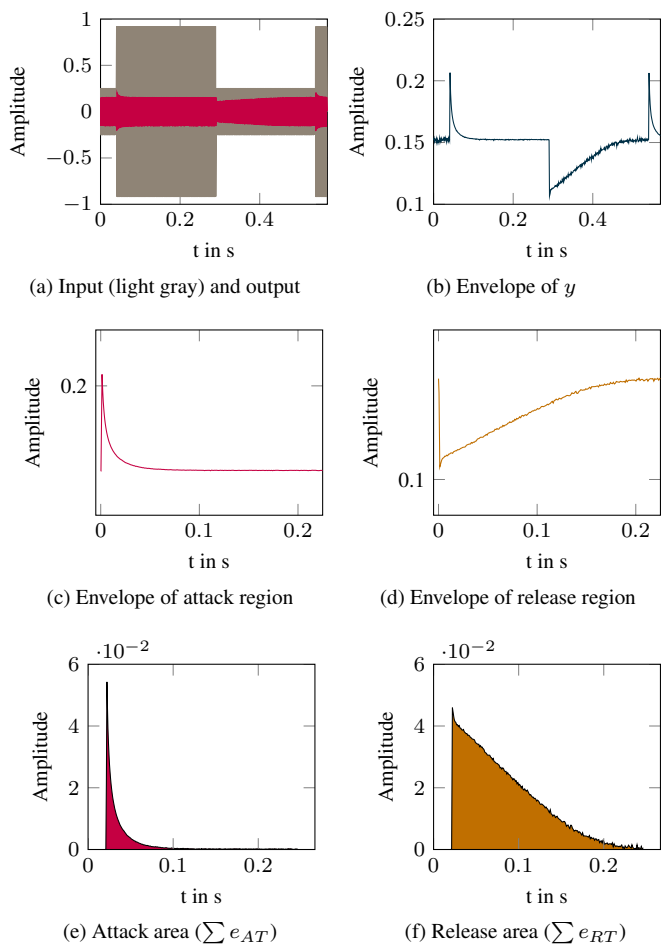 1
0.5
0
−0.5
−1
Amplitude
0 0.2 0.4
t in s
(a) Input (light gray) and output
0.25
0.2
0.15
0.1
Amplitude
0 0.2 0.4
t in s
(b) Envelope of y
0.2
Amplitude
0 0.1 0.2
t in s
(c) Envelope of attack region
0.1
Amplitude
0 0.1 0.2
t in s
(d) Envelope of release region
·10−2
6
4
2
0
Amplitude
0 0.1 0.2
t in s
(e) Attack area (∑ eAT)
·10−2
6
4
2
0
Amplitude
0 0.1 0.2
t in s
(f) Release area (∑ eRT)